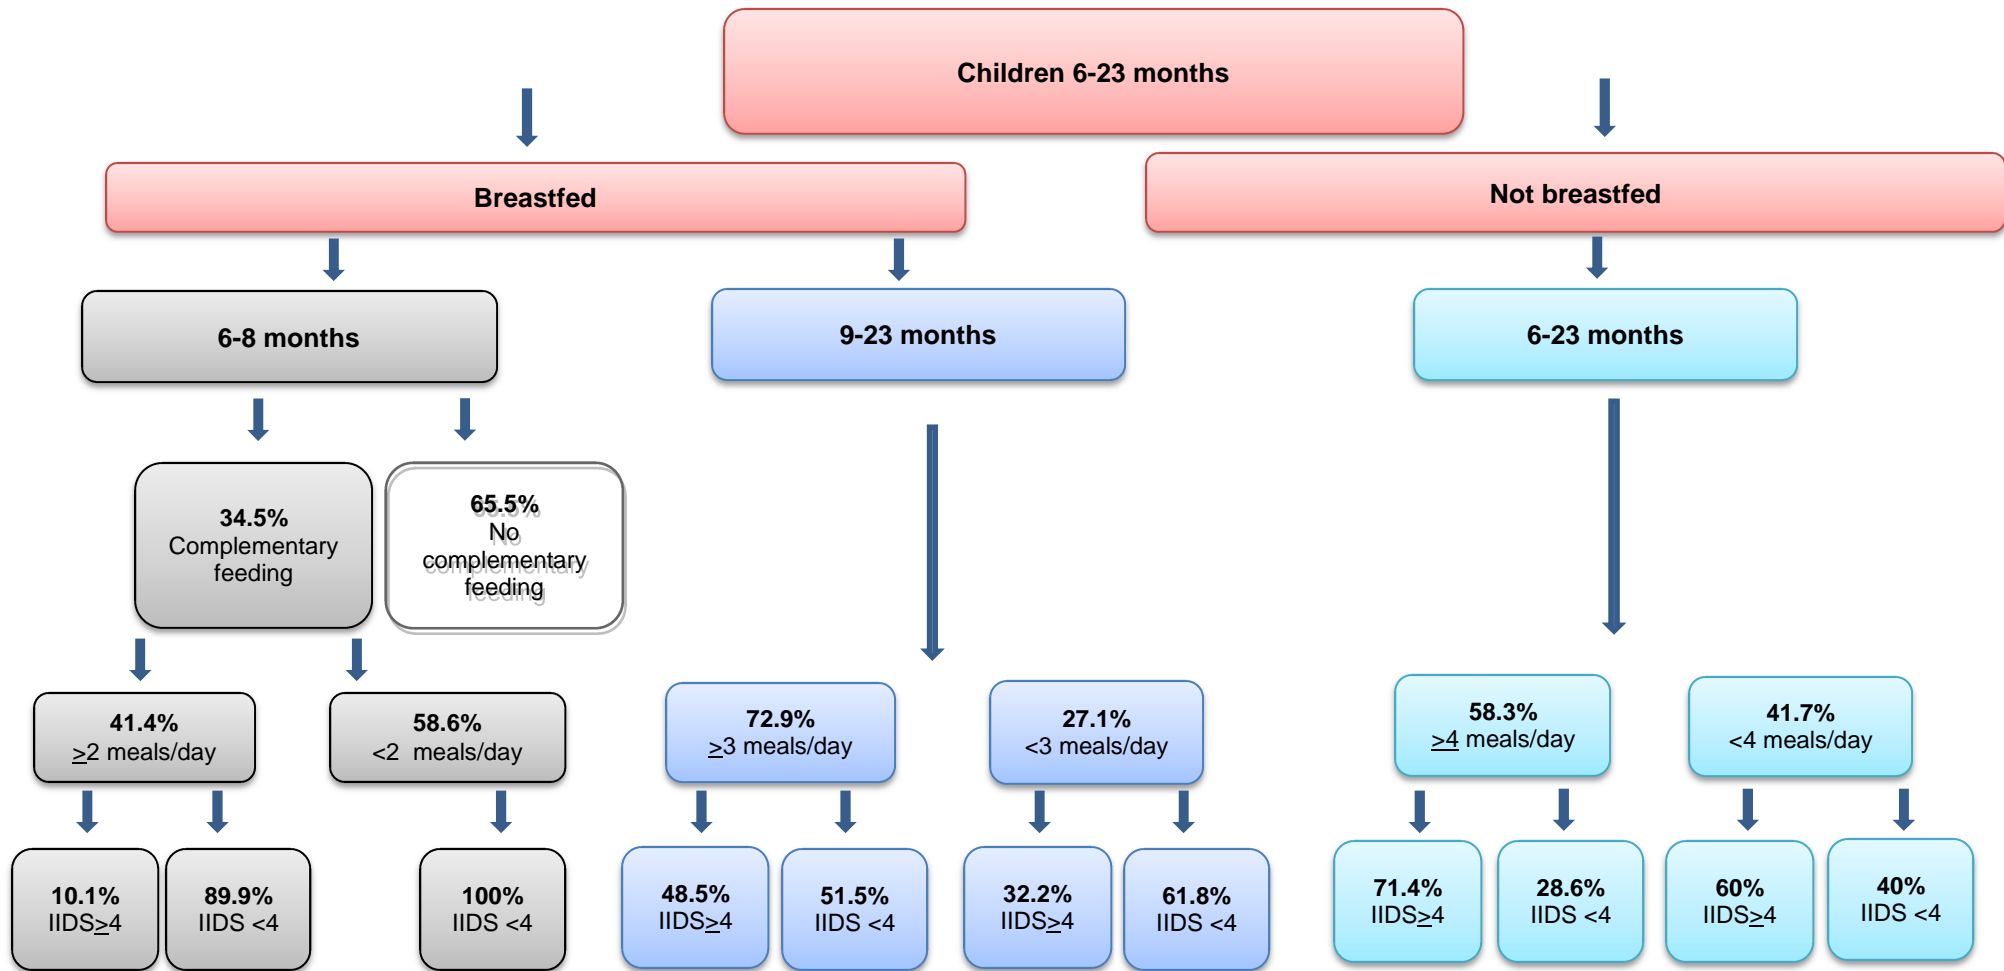 Children 6-23 months
Breastfed
Not breastfed
6-8 months
9-23 months
6-23 months
34.5%
Complementary
feeding
65.5%
No
complementary
feeding
41.4%
≥2 meals/day
58.6%
<2  meals/day
72.9%
≥3 meals/day
27.1%
<3 meals/day
58.3%
≥4 meals/day
41.7%
<4 meals/day
10.1%
IIDS≥4
89.9%
IIDS <4
100%
IIDS <4
48.5%
IIDS≥4
51.5%
IIDS <4
32.2%
IIDS≥4
61.8%
IIDS <4
71.4%
IIDS≥4
28.6%
IIDS <4
60%
IIDS≥4
40%
IIDS <4